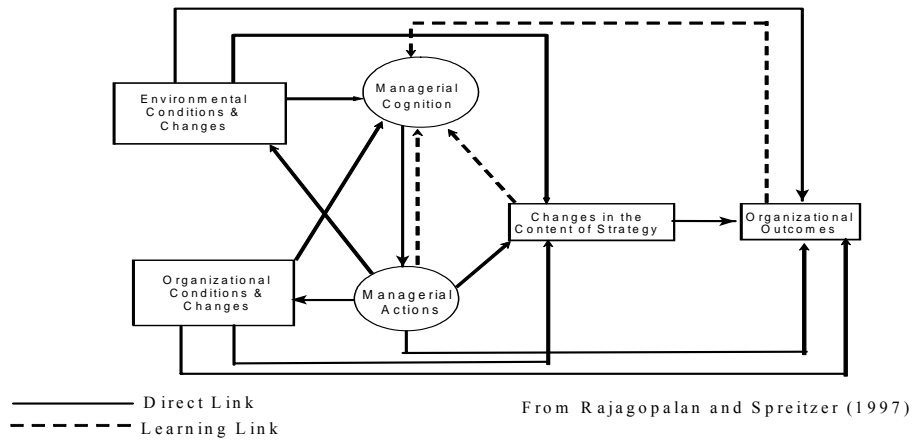 Environmental
Conditions &
Changes
Managerial
Cognition
Changes in the
Content of Strategy
Organizational
Outcomes
Organizational
Conditions &
Changes
Managerial
Actions
Direct Link
Learning Link
From Rajagopalan and Spreitzer (1997)